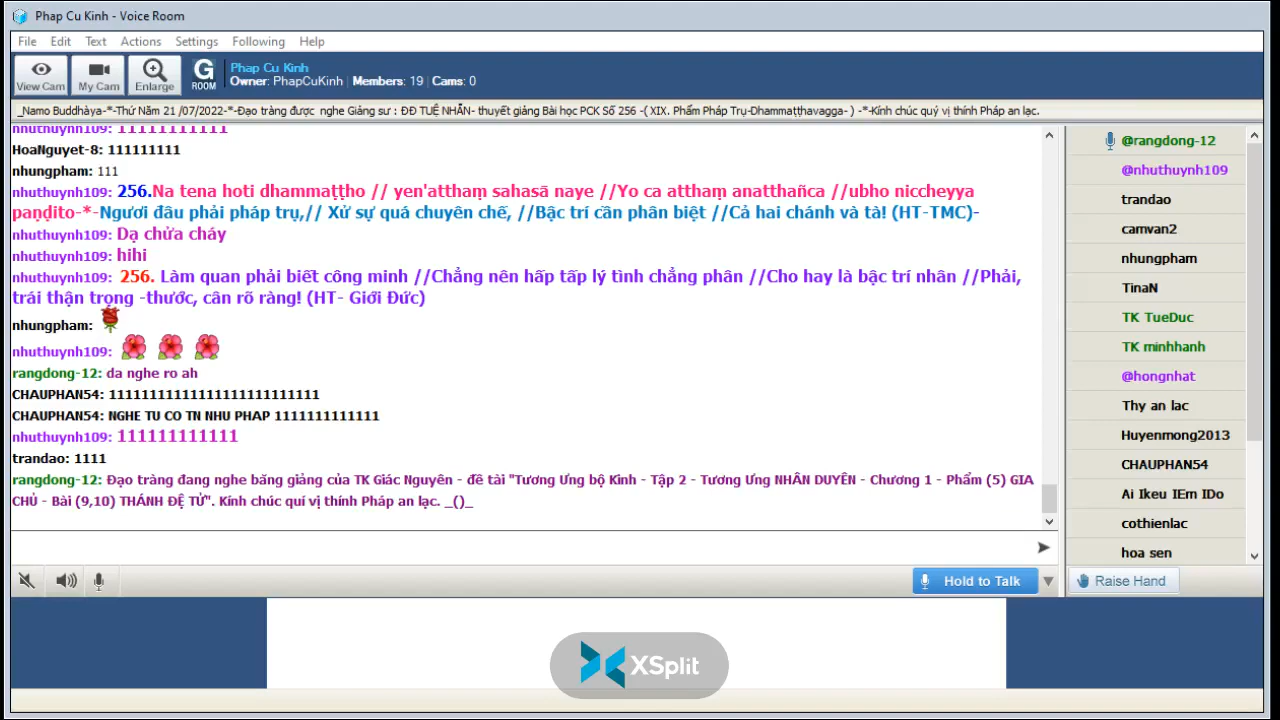 Phap Cu Kinh - Voice Room
File Edit Text Actions Settings Following Help
View Cam My Cam Enlarge G ROOM
Phap Cu Kinh
Owner: PhapCuKinh Members: 19 Cams: 0
_Namo Buddhàya-*-Thứ Năm 21 /07/2022-*-Đạo tràng được nghe Giảng sư : ĐĐ TUỆ NHẪN- thuyết giảng Bài học PCK Số 256 -( XIX. Phẩm Pháp Trụ-Dhammaṭṭhavagga- ) -*-Kính chúc quý vị thính Pháp an lạc.
nhuthuynh109: 11111111111
HoaNguyet-8: 111111111
nhungpham: 111
nhuthuynh109: 256.Na tena hoti dhammaṭṭho // yen'atthaṃ sahasā naye //Yo ca atthaṃ anatthañca //ubho niccheyya
paṇḍito-*-Ngươi đâu phải pháp trụ,// Xử sự quá chuyên chế, //Bậc trí cần phân biệt //Cả hai chánh và tà! (HT-TMC)-
nhuthuynh109: Dạ chửa cháy
nhuthuynh109: hihi
nhuthuynh109: 256. Làm quan phải biết công minh //Chẳng nên hấp tấp lý tình chẳng phân //Cho hay là bậc trí nhân //Phải,
trái thận trọng -thước, cân rõ ràng! (HT- Giới Đức)
nhungpham:
nhuthuynh109:
rangdong-12: da nghe ro ah
CHAUPHAN54: 11111111111111111111111111
CHAUPHAN54: NGHE TU CO TN NHU PHAP 1111111111111
nhuthuynh109: 111111111111
trandao: 1111
rangdong-12: Đạo tràng đang nghe băng giảng của TK Giác Nguyên - đề tài "Tương Ưng bộ Kinh - Tập 2 - Tương Ưng NHÂN DUYÊN - Chương 1 - Phẩm (5) GIA
CHỦ - Bài (9,10) THÁNH ĐỆ TỬ". Kính chúc quí vị thính Pháp an lạc. _()_
@rangdong-12
@nhuthuynh109
trandao
camvan2
nhungpham
TinaN
TK TueDuc
TK minhhanh
@hongnhat
Thy an lac
Huyenmong2013
CHAUPHAN54
Ai Ikeu IEm IDo
cothienlac
hoa sen
Hold to Talk
Raise Hand
XSplit